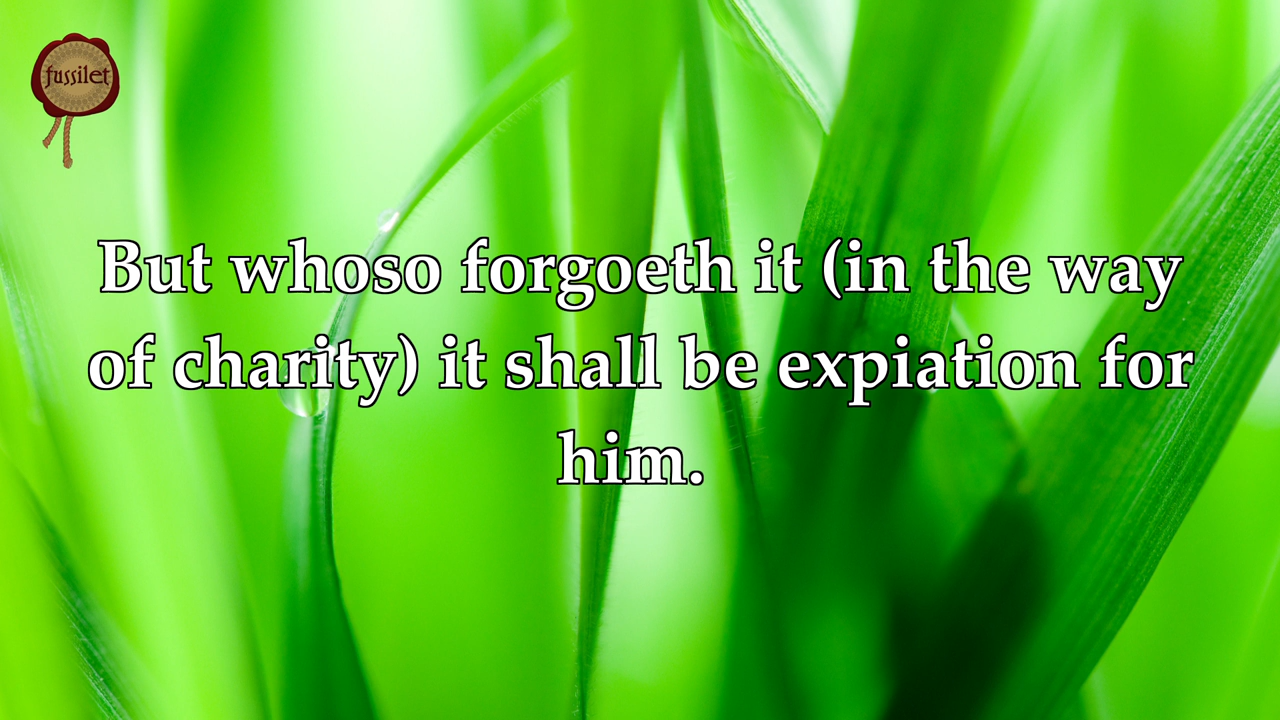 fussilet
But whoso forgoeth it (in the way
of charity) it shall be expiation for
him.